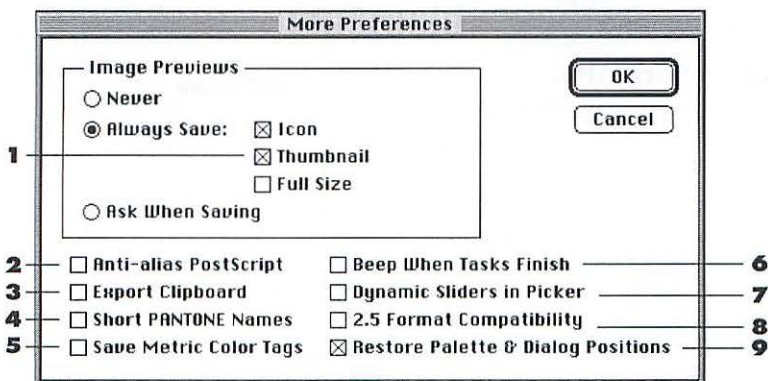 More Preferences
Image Previews
Never
Always Save:
Icon
1
Thumbnail
Full Size
Ask When Saving
OK
Cancel
2 Anti-alias PostScript
Beep When Tasks Finish 6
3 Export Clipboard
Dynamic Sliders in Picker 7
4 Short PANTONE Names
2.5 Format Compatibility 8
5 Save Metric Color Tags
Restore Palette & Dialog Positions 9